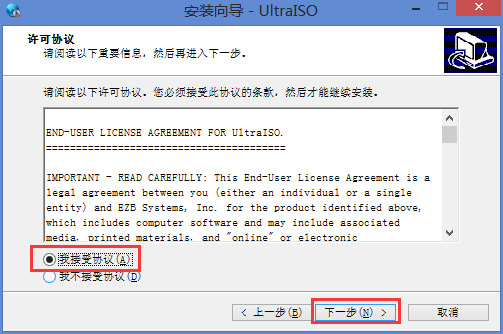 安装向导 - UltraISO
许可协议
请阅读以下重要信息，然后再进入下一步。
请阅读以下许可协议。您必须接受此协议的条款，然后才能继续安装。
END-USER LICENSE AGREEMENT FOR UltraISO.
========================================
IMPORTANT - READ CAREFULLY: This End-User License Agreement is a
legal agreement between you (either an individual or a single
entity) and EZB Systems, Inc. for the product identified above,
which includes computer software and may include associated
media, printed materials, and "online" or electronic
我接受协议(A)
我不接受协议(D)
< 上一步(B)
下一步(N) >
取消